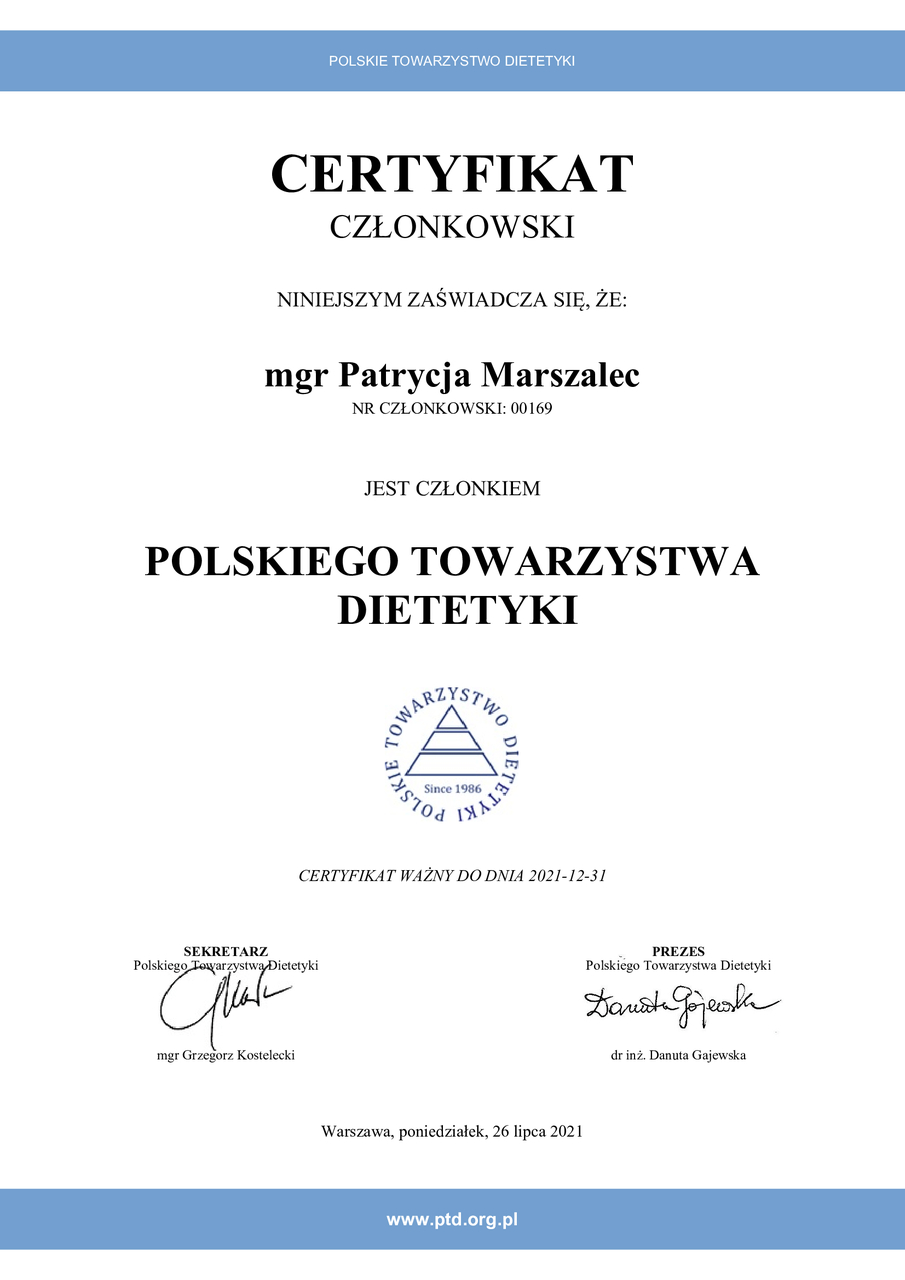 POLSKIE TOWARZYSTWO DIETETYKI
CERTYFIKAT
CZŁONKOWSKI
NINIEJSZYM ZAŚWIADCZA SIĘ, ŻE:
mgr Patrycja Marszalec
NR CZŁONKOWSKI: 00169
JEST CZŁONKIEM
POLSKIEGO TOWARZYSTWA
DIETETYKI
POLSKIE TOWARZYSTWO DIETETYKI
Since 1986
CERTYFIKAT WAŻNY DO DNIA 2021-12-31
SEKRETARZ
Polskiego Towarzystwa Dietetyki
mgr Grzegorz Kostelecki
PREZES
Polskiego Towarzystwa Dietetyki
Danuta Gajewska
dr inż. Danuta Gajewska
Warszawa, poniedziałek, 26 lipca 2021
www.ptd.org.pl